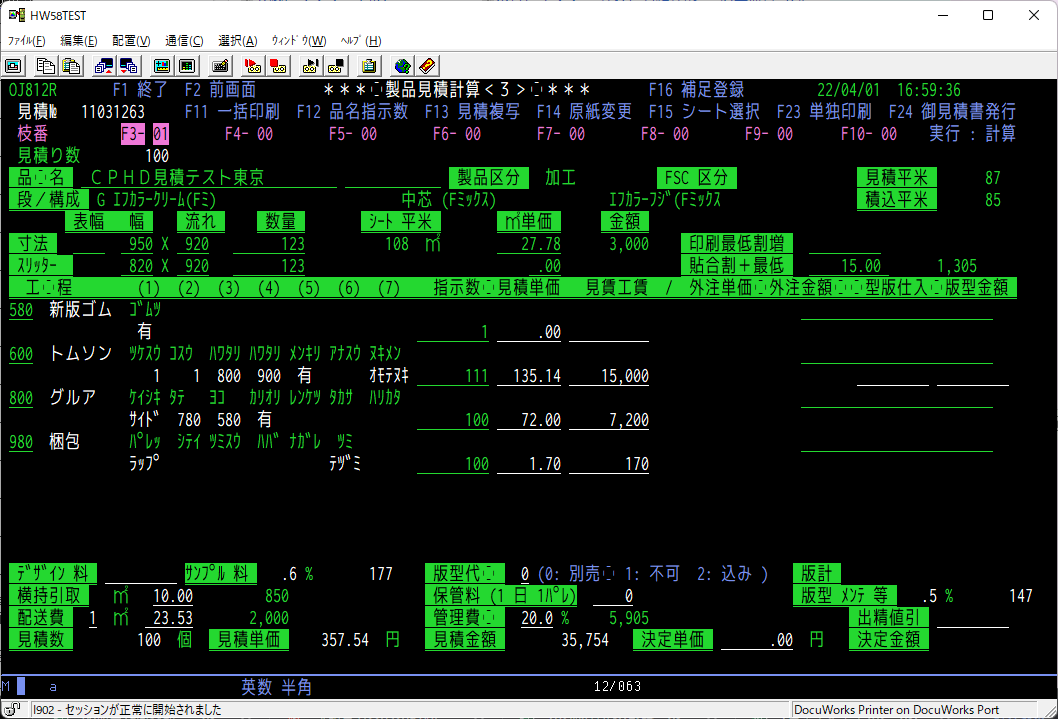 HW58TEST
ﾌｧｲﾙ(F) 編集(E) 配置(V) 通信(C) 選択(A) ｳｨﾝﾄﾞｳ(W) ﾍﾙﾌﾟ(H)
OJ812R F1 終了 F2 前画面 ＊＊＊ 製品見積計算＜３＞ ＊＊＊ F16 補足登録 22/04/01 16:59:36
見積№ 11031263 F11 一括印刷 F12 品名指示数 F13 見積複写 F14 原紙変更 F15 シート選択 F23 単独印刷 F24 御見積書発行
枝番 F3- 01 F4- 00 F5- 00 F6- 00 F7- 00 F8- 00 F9- 00 F10- 00 実行 : 計算
見積り数 100
品 名 ＣＰＨＤ見積テスト東京 製品区分 加工 FSC 区分 見積平米 87
段／構成 G ｴﾌｶﾗｰｸﾘｰﾑ(Fﾐ) 中芯 (Fﾐｯｸｽ) ｴﾌｶﾗｰﾌｼﾞ(Fﾐｯｸｽ 積込平米 85
表幅 幅 流れ 数量 ｼｰﾄ 平米 ㎡単価 金額
寸法 950 X 920 123 108 ㎡ 27.78 3,000 印刷最低割増
ｽﾘｯﾀｰ 820 X 920 123 .00 貼合割＋最低 15.00 1,305
工 程 (1) (2) (3) (4) (5) (6) (7) 指示数 見積単価 見賃工賃 / 外注単価 外注金額 型版仕入 版型金額
580 新版ゴム ｺﾞﾑﾂ
有 1 .00
600 トムソン ﾂｹｽｳ ｺｽｳ ﾊﾜﾀﾘ ﾊﾜﾀﾘ ﾒﾝｷﾘ ｱﾅｽｳ ﾇｷﾒﾝ
1 1 800 900 有 ｵﾓﾃﾇｷ 111 135.14 15,000
800 グルア ｹｲｼｷ ﾀﾃ ﾖｺ ｶﾘｵﾘ ﾚﾝｹﾂ ﾀｶｻ ﾊﾘｶﾀ
ｻｲﾄﾞ 780 580 有 100 72.00 7,200
980 梱包 ﾊﾟﾚｯ ｼﾃｲ ﾂﾐｽｳ ﾊﾊﾞ ﾅｶﾞﾚ ﾂﾐ
ﾗｯﾌﾟ ﾃﾂﾞﾐ 100 1.70 170
ﾃﾞｻﾞｲﾝ 料 ｻﾝﾌﾟﾙ 料 .6 % 177 版型代 0 (0: 別売 1: 不可 2: 込み ) 版計
横持引取 ㎡ 10.00 850 保管料 (1 日 1ﾊﾟﾚ) 0 版型 ﾒﾝﾃ 等 .5 % 147
配送費 1 ㎡ 23.53 2,000 管理費 20.0 % 5,905 出精値引
見積数 100 個 見積単価 357.54 円 見積金額 35,754 決定単価 .00 円 決定金額
M a 英数 半角 12/063
I902 - セッションが正常に開始されました DocuWorks Printer on DocuWorks Port